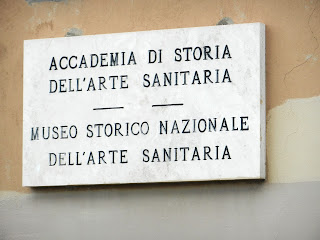 ACCADEMIA DI STORIA
DELL'ARTE SANITARIA
MUSEO STORICO NAZIONALE
DELL'ARTE SANITARIA